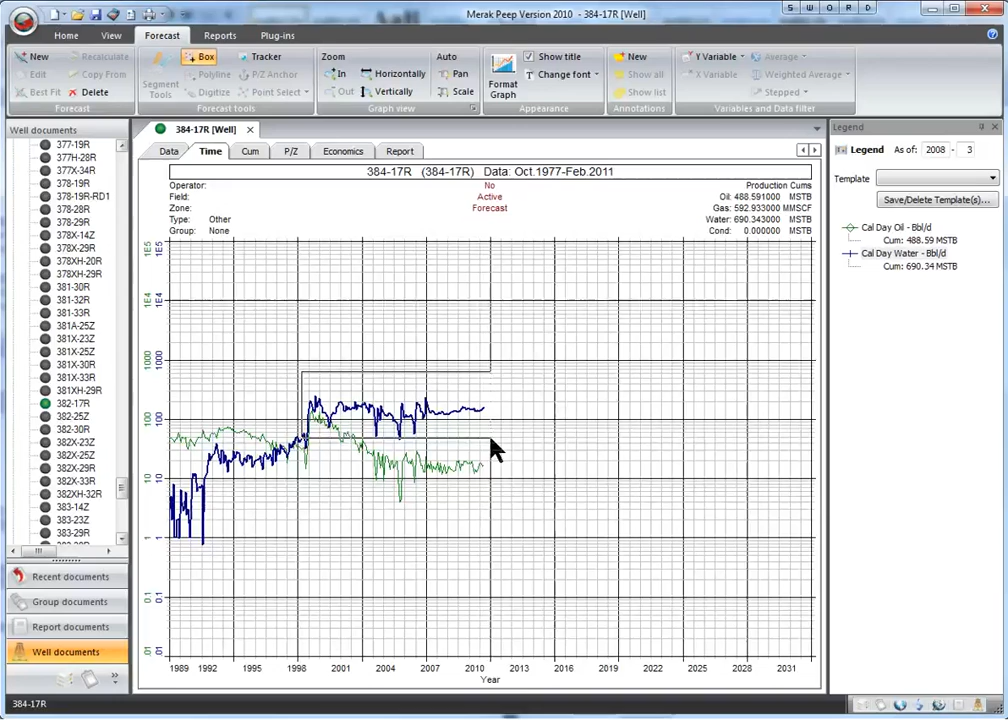 Merak Peep Version 2010 - 384-17R [Well]
S W O R D
Home View Forecast Reports Plug-ins
New Recalculate
Edit Copy From
Best Fit Delete
Forecast
Segment Tools
Box Tracker
Polyline P/Z Anchor
Digitize Point Select
Forecast tools
Zoom Auto
In Horizontally Pan
Out Vertically Scale
Graph view
Format Graph
Show title
Change font
Appearance
New
Show all
Show list
Annotations
Y Variable Average
X Variable Weighted Average
Stepped
Variables and Data filter
Well documents
377-19R
377H-28R
377X-34R
378-19R
378-19R-RD1
378-28R
378-29R
378X-14Z
378X-29R
378XH-20R
378XH-29R
381-30R
381-32R
381-33R
381A-25Z
381X-23Z
381X-25Z
381X-30R
381X-33R
381XH-29R
382-17R
382-25Z
382-30R
382X-23Z
382X-25Z
382X-29R
382X-33R
382XH-32R
383-14Z
383-23Z
383-29R
Recent documents
Group documents
Report documents
Well documents
384-17R
384-17R [Well]
Data Time Cum P/Z Economics Report
384-17R (384-17R) Data: Oct.1977-Feb.2011
Operator: No Production Cums
Field: Active Oil: 488.591000 MSTB
Zone: Forecast Gas: 592.933000 MMSCF
Type: Other Water: 690.343000 MSTB
Group: None Cond: 0.000000 MSTB
1E5 1E5
1E4 1E4
1000 1000
100 100
10 10
1 1
0.1 0.1
.01 .01
1989 1992 1995 1998 2001 2004 2007 2010 2013 2016 2019 2022 2025 2028 2031
Year
Legend
Legend As of: 2008 - 3
Template
Save/Delete Template(s)...
Cal Day Oil - Bbl/d
Cum: 488.59 MSTB
Cal Day Water - Bbl/d
Cum: 690.34 MSTB